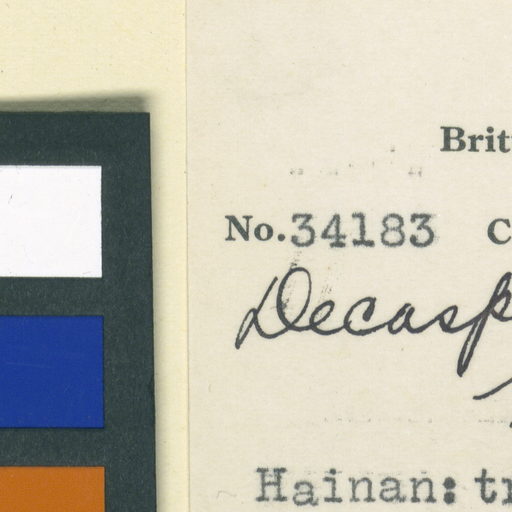 Brit
No. 34183 C
Decasp
Hainan: tr